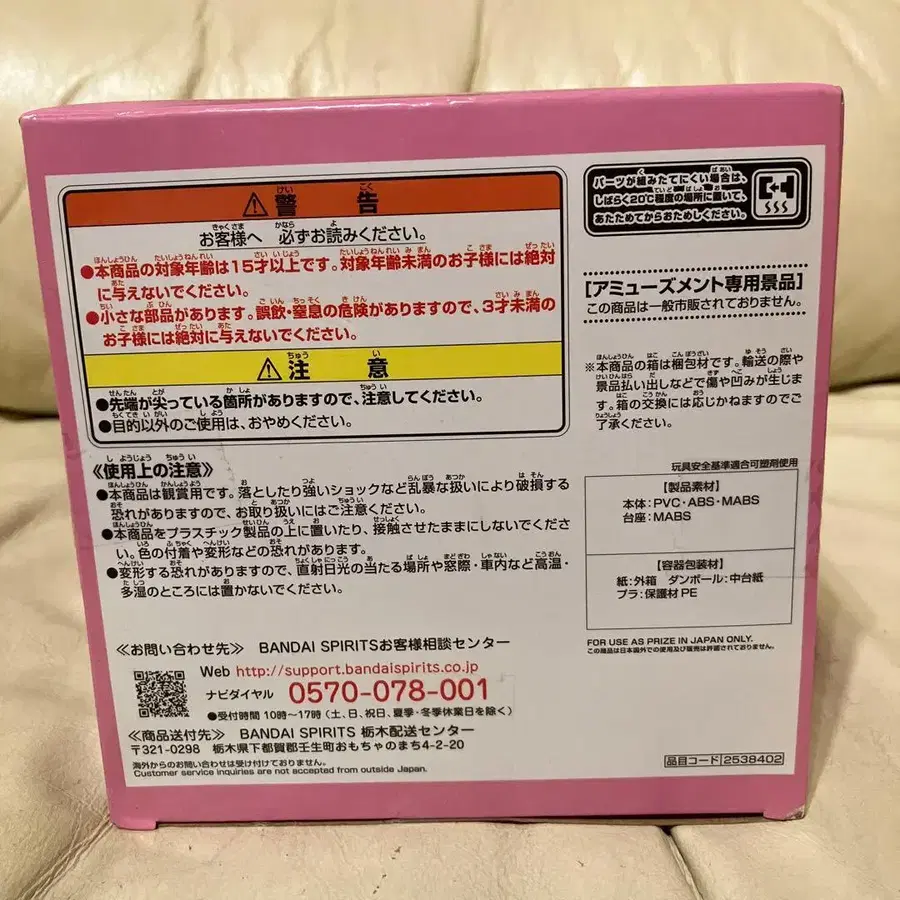 ⚠警告
お客様へ 必ずお読みください。
●本商品の対象年齢は15才以上です。対象年齢未満のお子様には絶対
に与えないでください。
●小さな部品があります。誤飲・窒息の危険がありますので、3才未満の
お子様には絶対に与えないでください。
⚠注意
●先端が尖っている箇所がありますので、注意してください。
●目的以外のご使用は、おやめください。
《使用上の注意》
●本商品は観賞用です。落としたり強いショックなど乱暴な扱いにより破損する
恐れがありますので、お取り扱いにはご注意ください。
●本商品をプラスチック製品の上に置いたり、接触させたままにしないでくださ
い。色の付着や変形などの恐れがあります。
●変形する恐れがありますので、直射日光の当たる場所や窓際・車内など高温・
多湿のところには置かないでください。
≪お問い合わせ先≫ BANDAI SPIRITSお客様相談センター
Web http://support.bandaispirits.co.jp
ナビダイヤル 0570-078-001
●受付時間 10時~17時(土、日、祝日、夏季・冬季休業日を除く)
≪商品送付先≫ BANDAI SPIRITS 栃木配送センター
〒321-0298 栃木県下都賀郡壬生町おもちゃのまち4-2-20
海外からのお問い合わせは受け付けておりません。
Customer service inquiries are not accepted from outside Japan.
パーツが組みたてにくい場合は、
しばらく20℃程度の場所に置いて、
あたためてからおためしください。
[アミューズメント専用景品]
この商品は一般市販されておりません。
※本商品の箱は梱包材です。輸送の際や
景品払い出しなどで傷や凹みが生じま
す。箱の交換には応じかねますのでご
了承ください。
玩具安全基準適合可塑剤使用
【製品素材】
本体:PVC・ABS・MABS
台座:MABS
【容器包装材】
紙:外箱 ダンボール:中台紙
プラ:保護材PE
FOR USE AS PRIZE IN JAPAN ONLY.
この商品は日本国外での使用及び販売は許諾されておりません。
品目コード 2538402